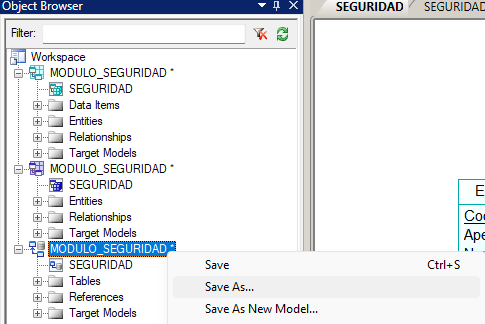 Object Browser
Filter:
Workspace
MODULO_SEGURIDAD *
SEGURIDAD
Data Items
Entities
Relationships
Target Models
MODULO_SEGURIDAD *
SEGURIDAD
Entities
Relationships
Target Models
MODULO_SEGURIDAD *
SEGURIDAD
Tables
References
Target Models
Save Ctrl+S
Save As...
Save As New Model...
SEGURIDAD SEGURIDAD
E
Coo
Ape